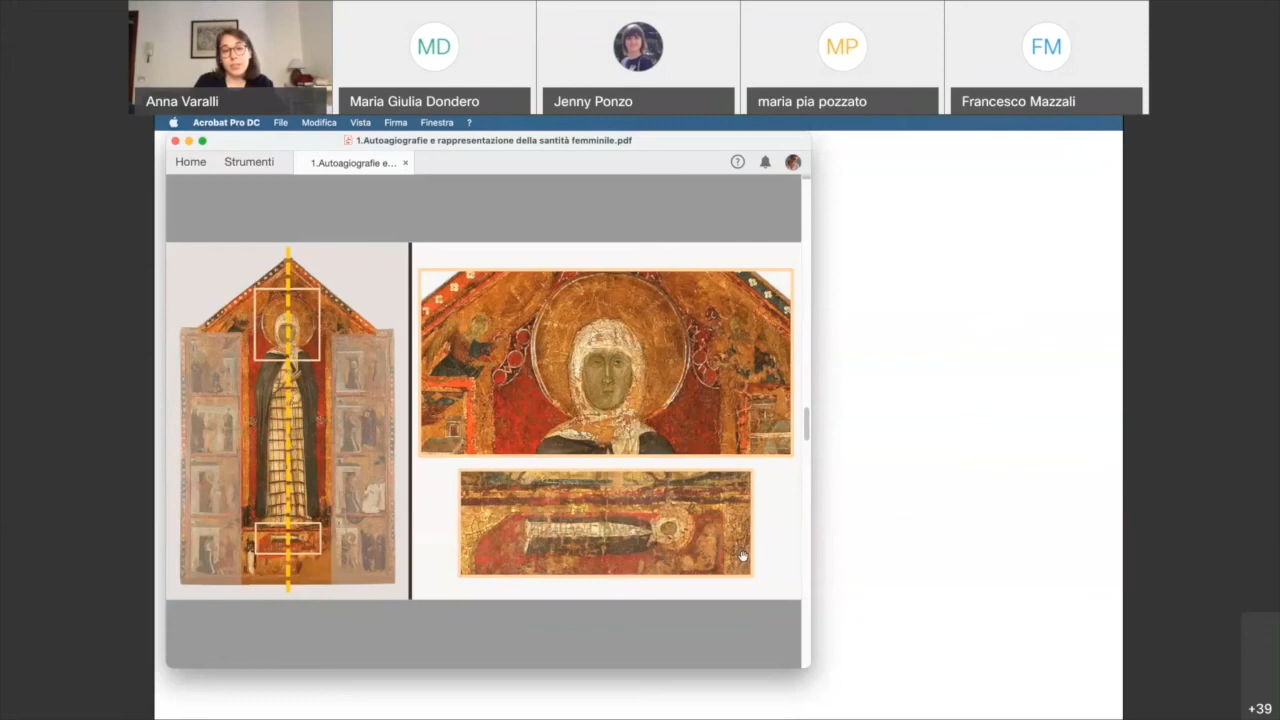 MD
MP
FM
Anna Varalli
Maria Giulia Dondero
Jenny Ponzo
maria pia pozzato
Francesco Mazzali
Acrobat Pro DC File Modifica Vista Firma Finestra ?
1.Autoagiografie e rappresentazione della santità femminile.pdf
Home Strumenti 1.Autoagiografie e... × ?
+39